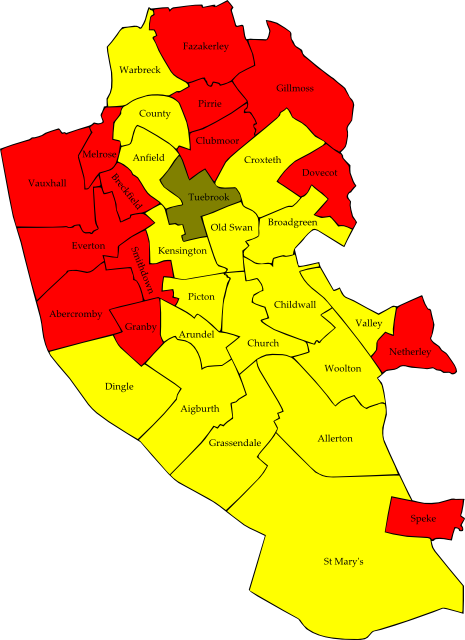 Fazakerley
Warbreck
Gillmoss
Pirrie
County
Clubmoor
Melrose
Anfield
Croxteth
Dovecot
Vauxhall
Breckfield
Tuebrook
Broadgreen
Old Swan
Everton
Kensington
Smithdown
Picton
Childwall
Abercromby
Granby
Valley
Arundel
Church
Netherley
Woolton
Dingle
Aigburth
Allerton
Grassendale
Speke
St Mary's